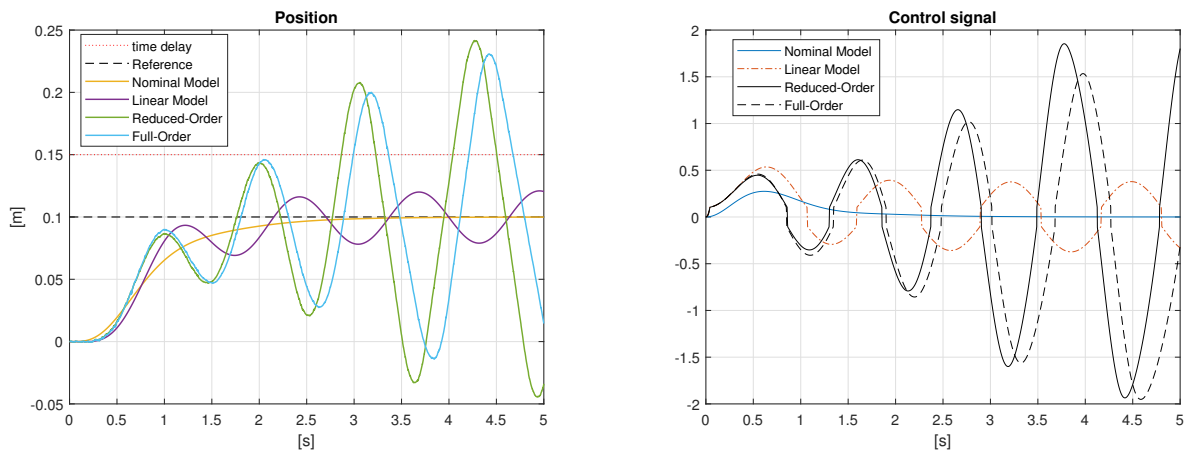 Position
0.25
0.2
0.15
0.1
0.05
0
-0.05
[m]
time delay
Reference
Nominal Model
Linear Model
Reduced-Order
Full-Order
0 0.5 1 1.5 2 2.5 3 3.5 4 4.5 5
[s]
Control signal
2
1.5
1
0.5
0
-0.5
-1
-1.5
-2
Nominal Model
Linear Model
Reduced-Order
Full-Order
0 0.5 1 1.5 2 2.5 3 3.5 4 4.5 5
[s]